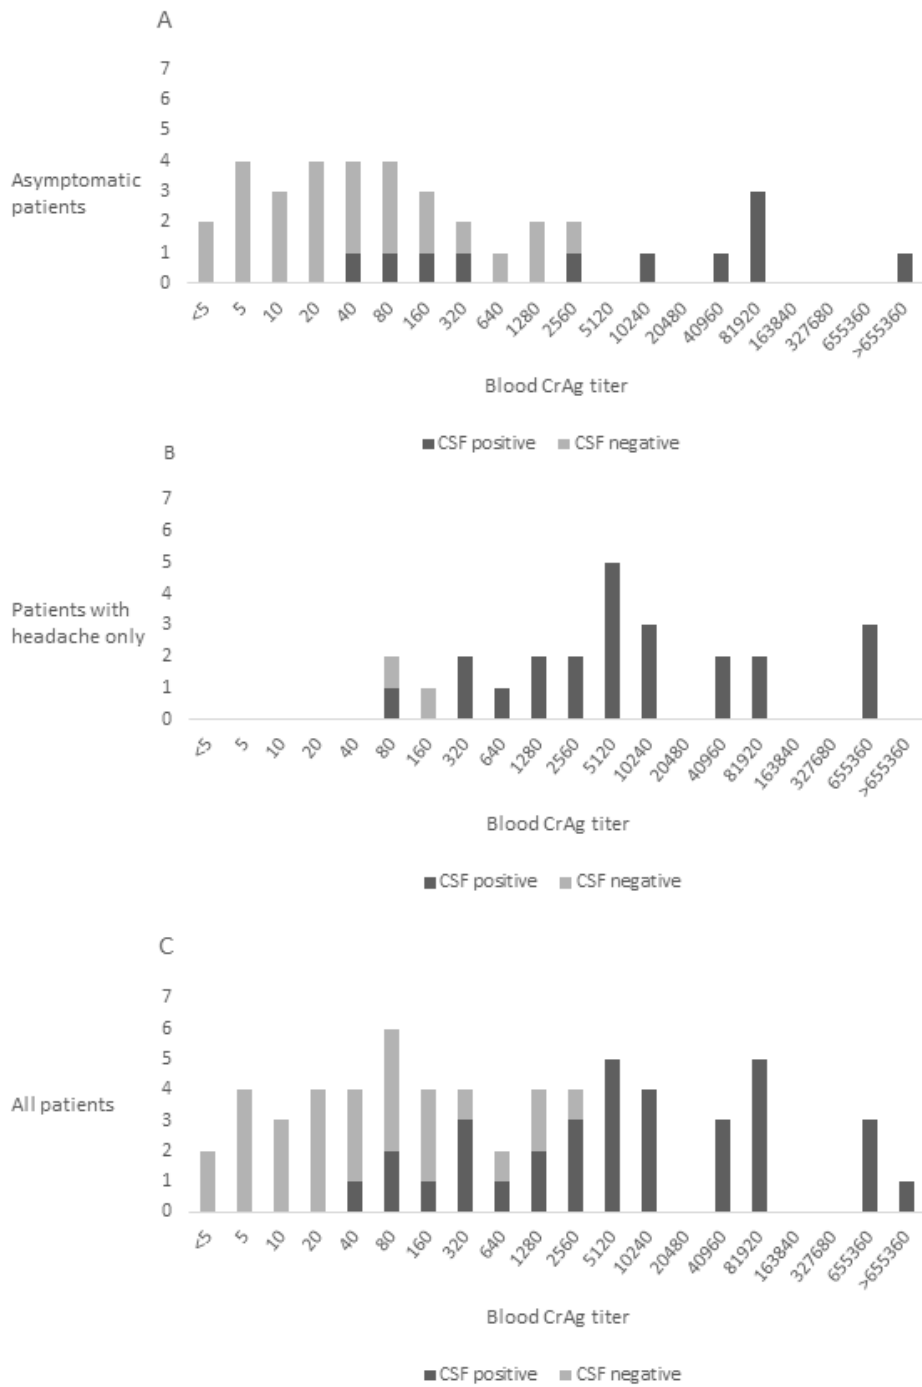 A
7
6
5
4
3
2
1
0
Asymptomatic
patients
<5 5 10 20 40 80 160 320 640 1280 2560 5120 10240 20480 40960 81920 163840 327680 655360 >655360
Blood CrAg titer
CSF positive CSF negative
B
7
6
5
4
3
2
1
0
Patients with
headache only
<5 5 10 20 40 80 160 320 640 1280 2560 5120 10240 20480 40960 81920 163840 327680 655360 >655360
Blood CrAg titer
CSF positive CSF negative
C
7
6
5
4
3
2
1
0
All patients
<5 5 10 20 40 80 160 320 640 1280 2560 5120 10240 20480 40960 81920 163840 327680 655360 >655360
Blood CrAg titer
CSF positive CSF negative